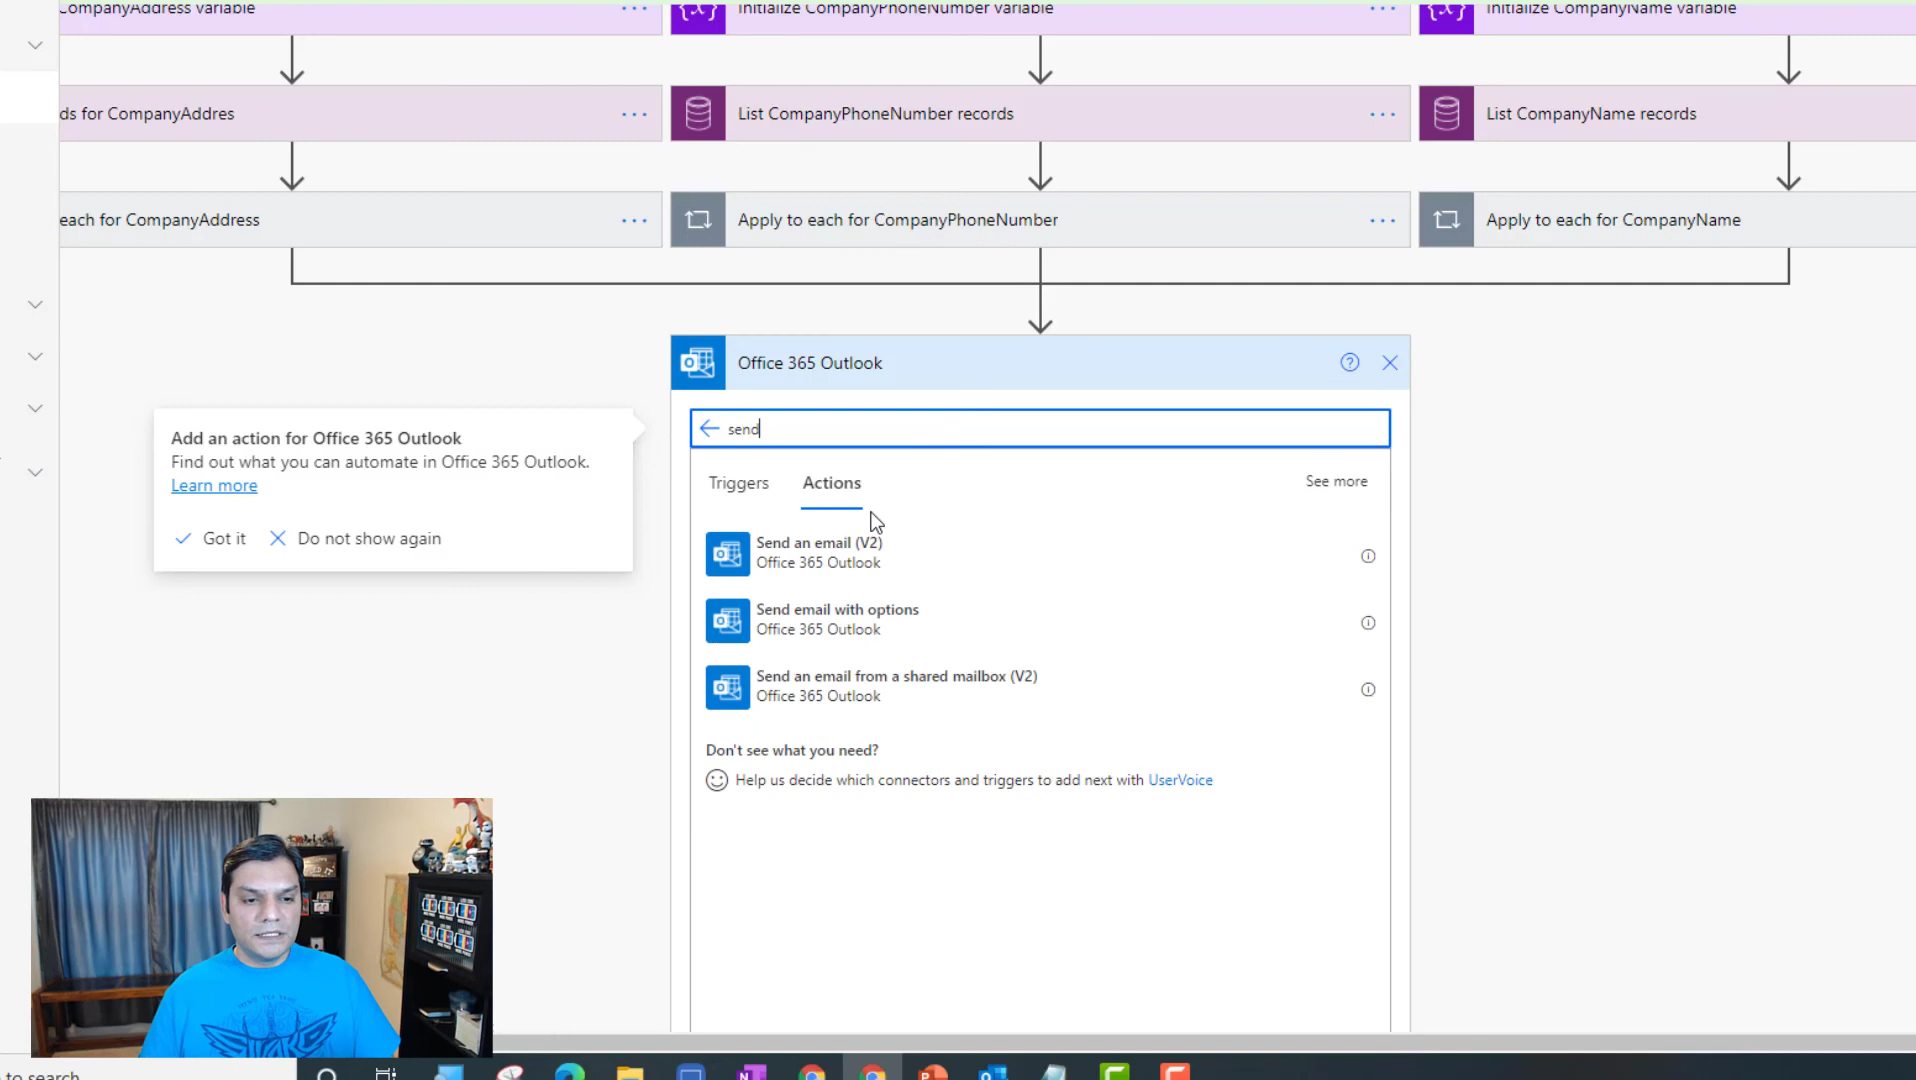 CompanyAddress variable
Initialize CompanyPhoneNumber variable
Initialize CompanyName variable
ds for CompanyAddres
List CompanyPhoneNumber records
List CompanyName records
each for CompanyAddress
Apply to each for CompanyPhoneNumber
Apply to each for CompanyName
Office 365 Outlook
send
Add an action for Office 365 Outlook
Find out what you can automate in Office 365 Outlook.
Learn more
Got it
Do not show again
Triggers
Actions
See more
Send an email (V2)
Office 365 Outlook
Send email with options
Office 365 Outlook
Send an email from a shared mailbox (V2)
Office 365 Outlook
Don't see what you need?
Help us decide which connectors and triggers to add next with UserVoice
to search